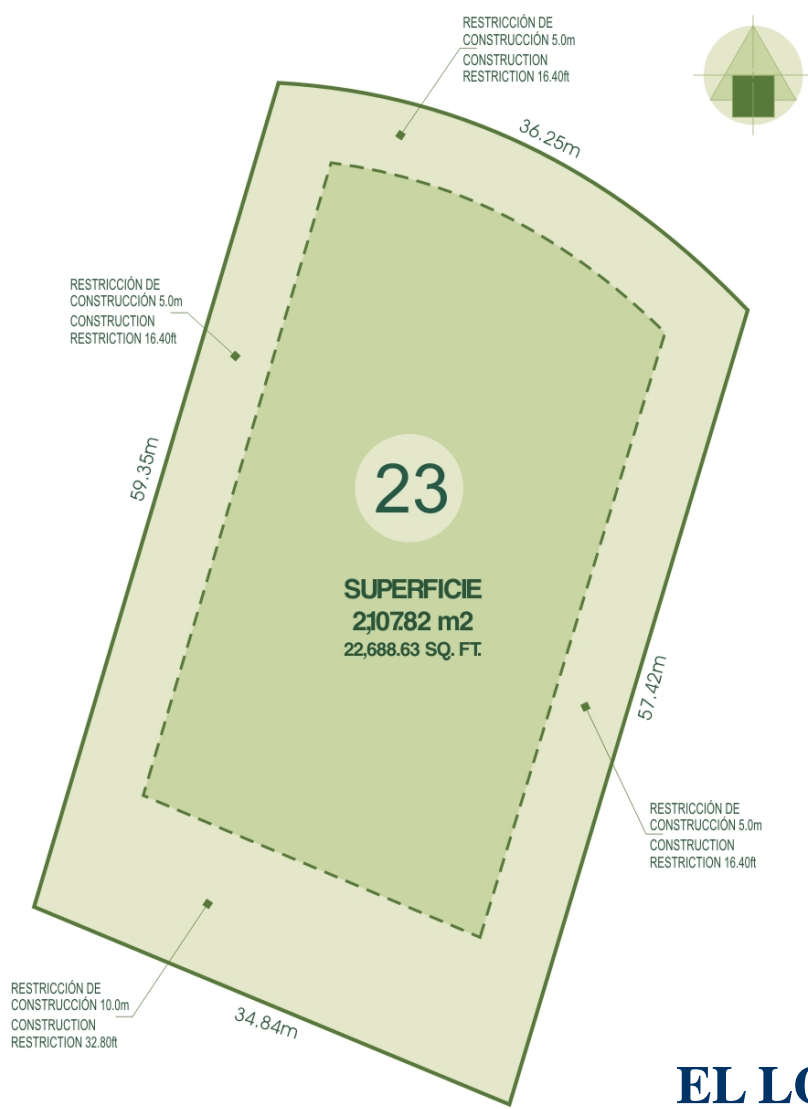 RESTRICCIÓN DE
CONSTRUCCIÓN 5.0m
CONSTRUCTION
RESTRICTION 16.40ft
36.25m
RESTRICCIÓN DE
CONSTRUCCIÓN 5.0m
CONSTRUCTION
RESTRICTION 16.40ft
59.35m
23
SUPERFICIE
2,107.82 m2
22,688.63 SQ. FT.
57.42m
RESTRICCIÓN DE
CONSTRUCCIÓN 5.0m
CONSTRUCTION
RESTRICTION 16.40ft
RESTRICCIÓN DE
CONSTRUCCIÓN 10.0m
CONSTRUCTION
RESTRICTION 32.80ft
34.84m
EL LO